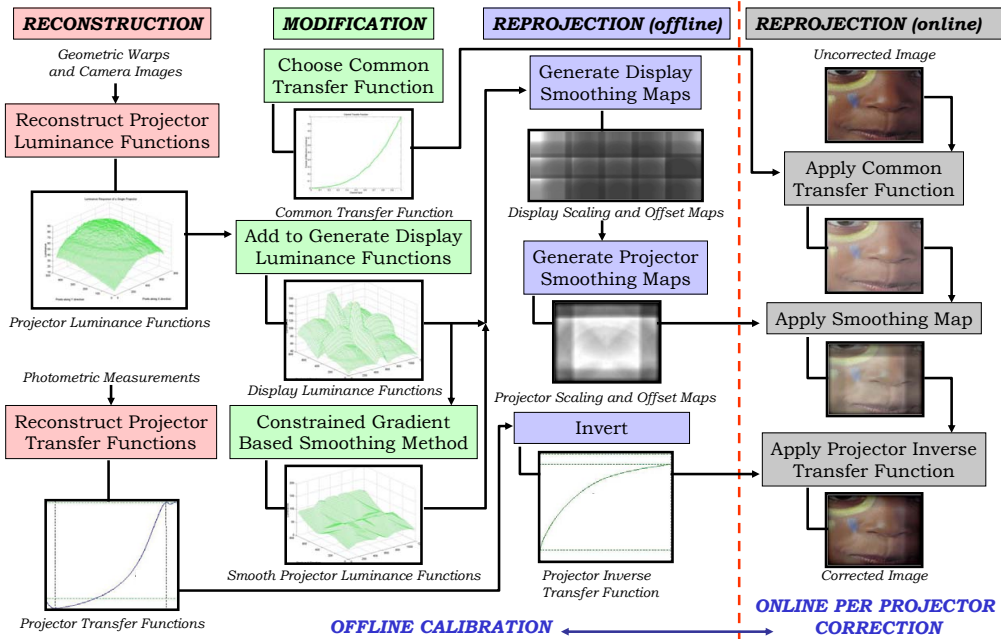 RECONSTRUCTION
Geometric Warps
and Camera Images
Reconstruct Projector
Luminance Functions
Projector Luminance Functions
Photometric Measurements
Reconstruct Projector
Transfer Functions
Projector Transfer Functions
MODIFICATION
Choose Common
Transfer Function
Common Transfer Function
Add to Generate Display
Luminance Functions
Display Luminance Functions
Constrained Gradient
Based Smoothing Method
Smooth Projector Luminance Functions
REPROJECTION (offline)
Generate Display
Smoothing Maps
Display Scaling and Offset Maps
Generate Projector
Smoothing Maps
Projector Scaling and Offset Maps
Invert
Projector Inverse
Transfer Function
REPROJECTION (online)
Uncorrected Image
Apply Common
Transfer Function
Apply Smoothing Map
Apply Projector Inverse
Transfer Function
Corrected Image
OFFLINE CALIBRATION
ONLINE PER PROJECTOR
CORRECTION